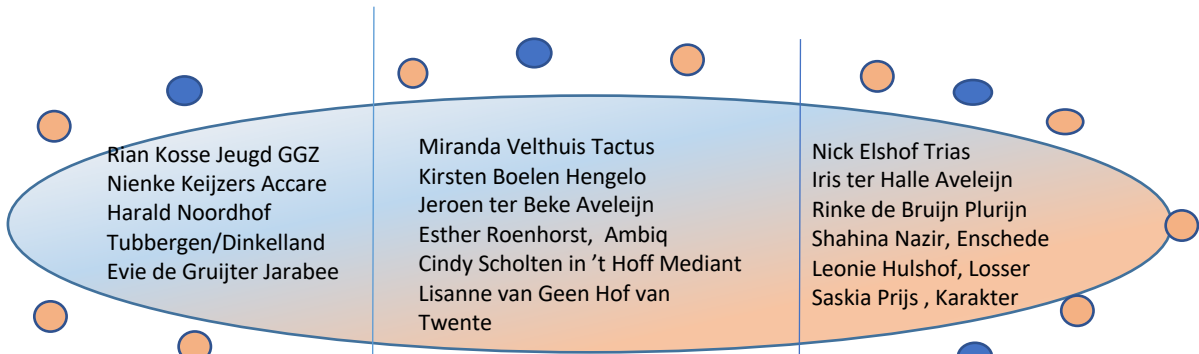 Rian Kosse Jeugd GGZ
Nienke Keijzers Accare
Harald Noordhof
Tubbergen/Dinkelland
Evie de Gruijter Jarabee
Miranda Velthuis Tactus
Kirsten Boelen Hengelo
Jeroen ter Beke Aveleijn
Esther Roenhorst, Ambiq
Cindy Scholten in ’t Hoff Mediant
Lisanne van Geen Hof van
Twente
Nick Elshof Trias
Iris ter Halle Aveleijn
Rinke de Bruijn Plurijn
Shahina Nazir, Enschede
Leonie Hulshof, Losser
Saskia Prijs , Karakter